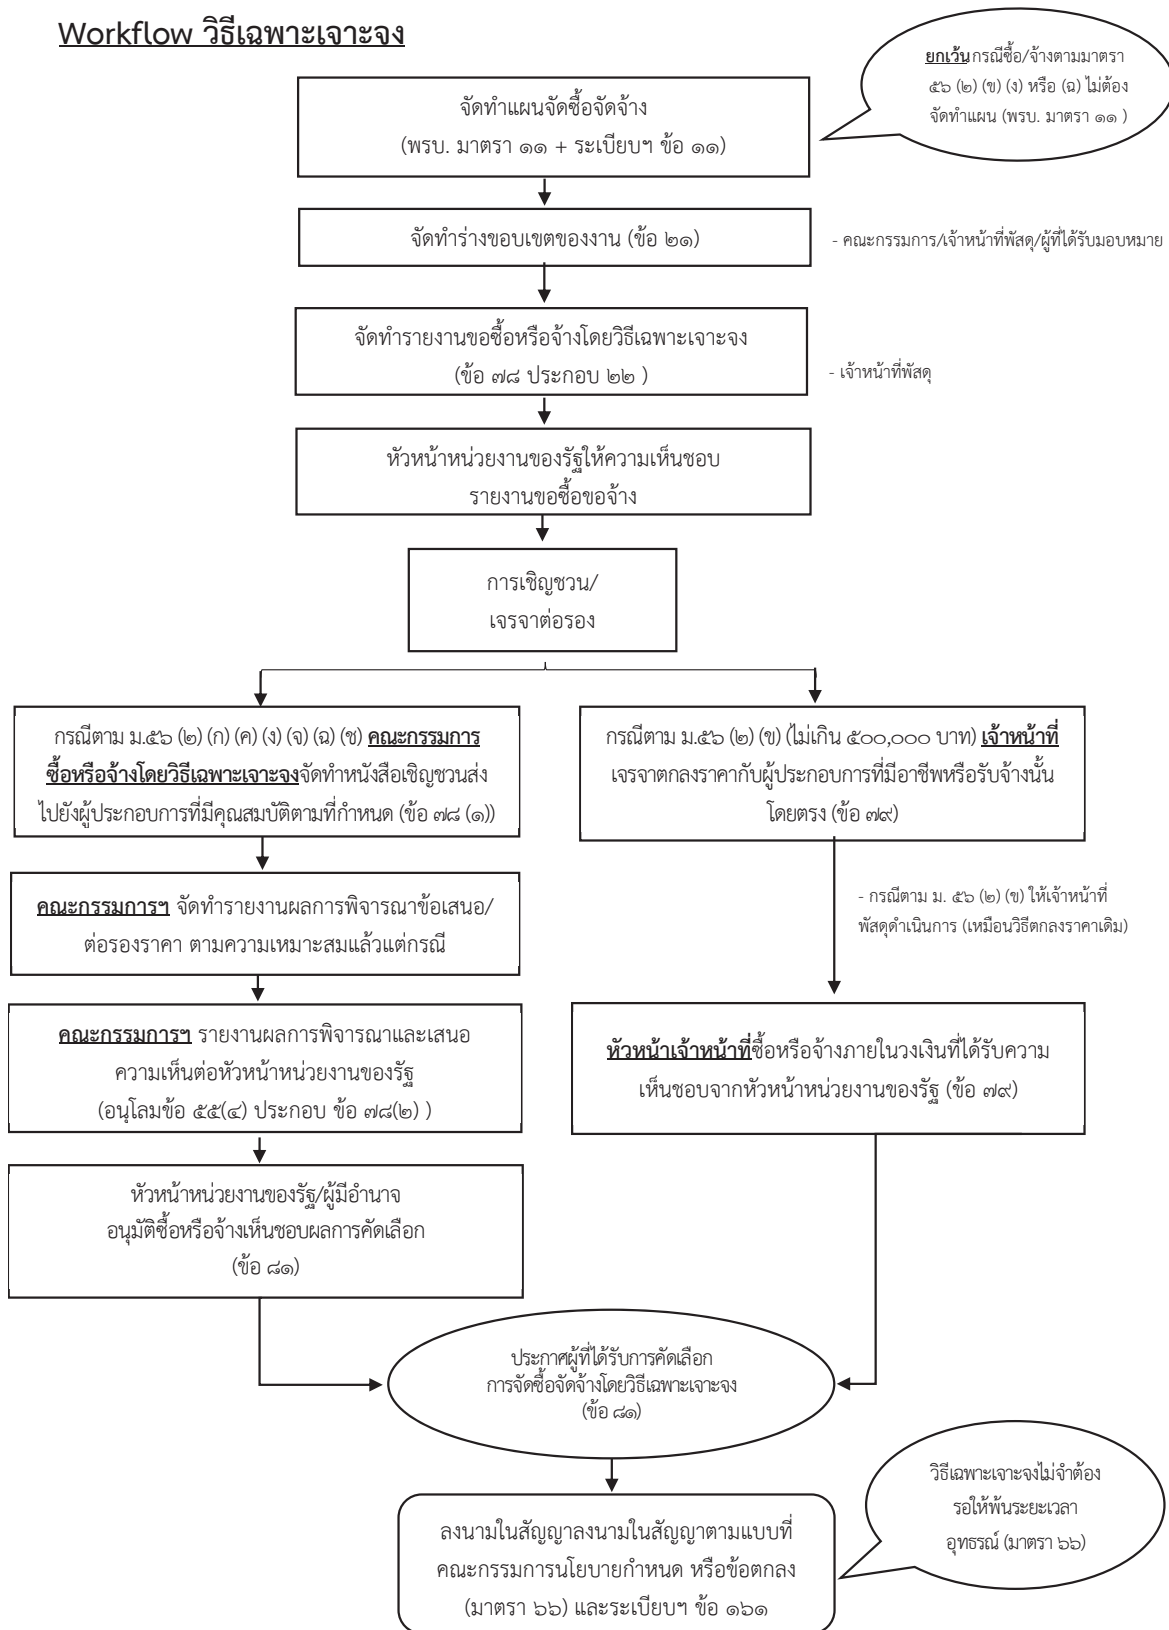 Workflow วิธีเฉพาะเจาะจง
ยกเว้น กรณีซื้อ/จ้างตามมาตรา
๕๖ (๒) (ข) (ง) หรือ (ฉ) ไม่ต้อง
จัดทำแผน (พรบ. มาตรา ๑๑ )
จัดทำแผนจัดซื้อจัดจ้าง
(พรบ. มาตรา ๑๑ + ระเบียบฯ ข้อ ๑๑)
จัดทำร่างขอบเขตของงาน (ข้อ ๒๑)
- คณะกรรมการ/เจ้าหน้าที่พัสดุ/ผู้ที่ได้รับมอบหมาย
จัดทำรายงานขอซื้อหรือจ้างโดยวิธีเฉพาะเจาะจง
(ข้อ ๗๘ ประกอบ ๒๒ )
- เจ้าหน้าที่พัสดุ
หัวหน้าหน่วยงานของรัฐให้ความเห็นชอบ
รายงานขอซื้อขอจ้าง
การเชิญชวน/
เจรจาต่อรอง
กรณีตาม ม.๕๖ (๒) (ก) (ค) (ง) (จ) (ฉ) (ช) คณะกรรมการ
ซื้อหรือจ้างโดยวิธีเฉพาะเจาะจงจัดทำหนังสือเชิญชวนส่ง
ไปยังผู้ประกอบการที่มีคุณสมบัติตามที่กำหนด (ข้อ ๗๘ (๑))
กรณีตาม ม.๕๖ (๒) (ข) (ไม่เกิน ๕๐๐,๐๐๐ บาท) เจ้าหน้าที่
เจรจาตกลงราคากับผู้ประกอบการที่มีอาชีพหรือรับจ้างนั้น
โดยตรง (ข้อ ๗๙)
คณะกรรมการฯ จัดทำรายงานผลการพิจารณาข้อเสนอ/
ต่อรองราคา ตามความเหมาะสมแล้วแต่กรณี
- กรณีตาม ม. ๕๖ (๒) (ข) ให้เจ้าหน้าที่
พัสดุดำเนินการ (เหมือนวิธีตกลงราคาเดิม)
คณะกรรมการฯ รายงานผลการพิจารณาและเสนอ
ความเห็นต่อหัวหน้าหน่วยงานของรัฐ
(อนุโลมข้อ ๕๕(๔) ประกอบ ข้อ ๗๘(๒) )
หัวหน้าเจ้าหน้าที่ซื้อหรือจ้างภายในวงเงินที่ได้รับความ
เห็นชอบจากหัวหน้าหน่วยงานของรัฐ (ข้อ ๗๙)
หัวหน้าหน่วยงานของรัฐ/ผู้มีอำนาจ
อนุมัติซื้อหรือจ้างเห็นชอบผลการคัดเลือก
(ข้อ ๘๑)
ประกาศผู้ที่ได้รับการคัดเลือก
การจัดซื้อจัดจ้างโดยวิธีเฉพาะเจาะจง
(ข้อ ๘๑)
วิธีเฉพาะเจาะจงไม่จำต้อง
รอให้พ้นระยะเวลา
อุทธรณ์ (มาตรา ๖๖)
ลงนามในสัญญาลงนามในสัญญาตามแบบที่
คณะกรรมการนโยบายกำหนด หรือข้อตกลง
(มาตรา ๖๖) และระเบียบฯ ข้อ ๑๖๑